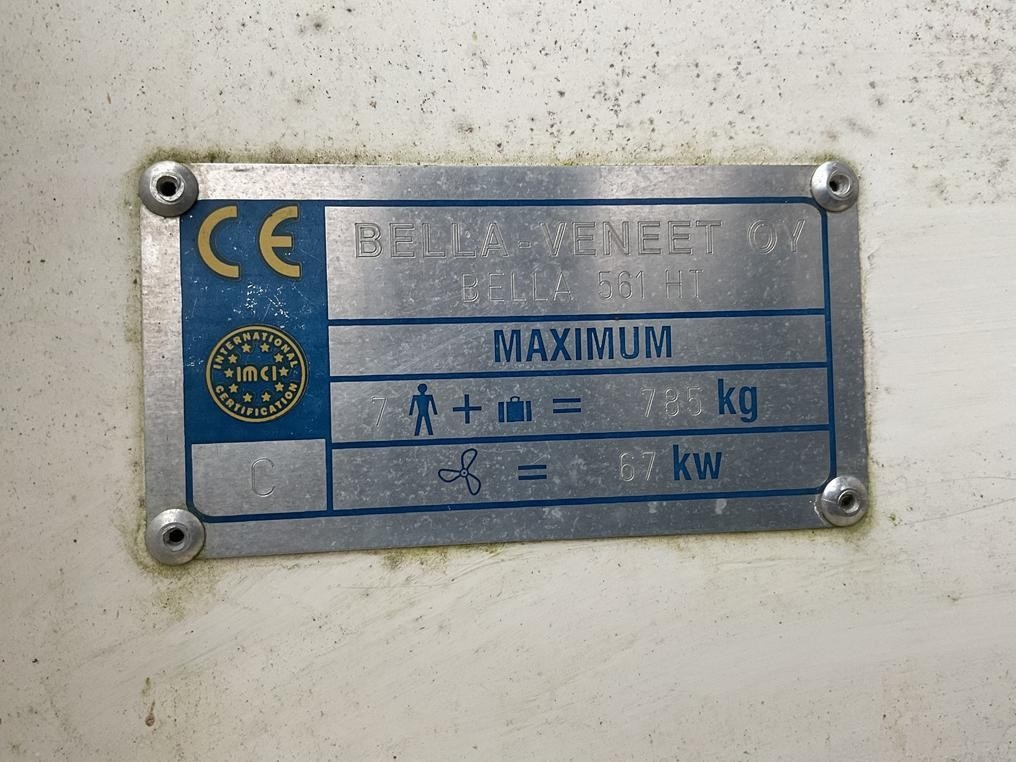 CE
BELLA-VENEET OY
BELLA 561 HT
INTERNATIONAL
IMCI
CERTIFICATION
MAXIMUM
7 + = 785 kg
C
= 67 kw